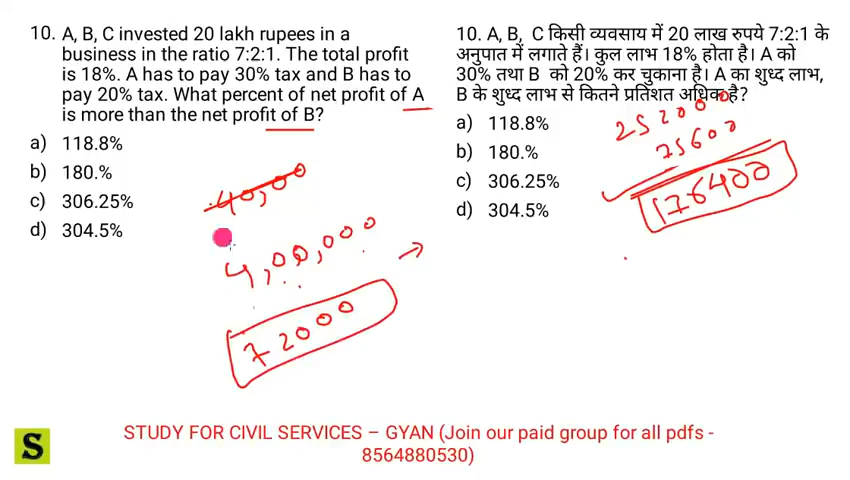 10. A, B, C invested 20 lakh rupees in a
business in the ratio 7:2:1. The total profit
is 18%. A has to pay 30% tax and B has to
pay 20% tax. What percent of net profit of A
is more than the net profit of B?
a) 118.8%
b) 180.%
c) 306.25%
d) 304.5%
40,00
4,00,000
72000
10. A, B, C किसी व्यवसाय में 20 लाख रुपये 7:2:1 के
अनुपात में लगाते हैं। कुल लाभ 18% होता है। A को
30% तथा B को 20% कर चुकाना है। A का शुध्द लाभ,
B के शुध्द लाभ से कितने प्रतिशत अधिक है?
a) 118.8%
b) 180.%
c) 306.25%
d) 304.5%
252000
75600
176400
S
STUDY FOR CIVIL SERVICES – GYAN (Join our paid group for all pdfs -
8564880530)